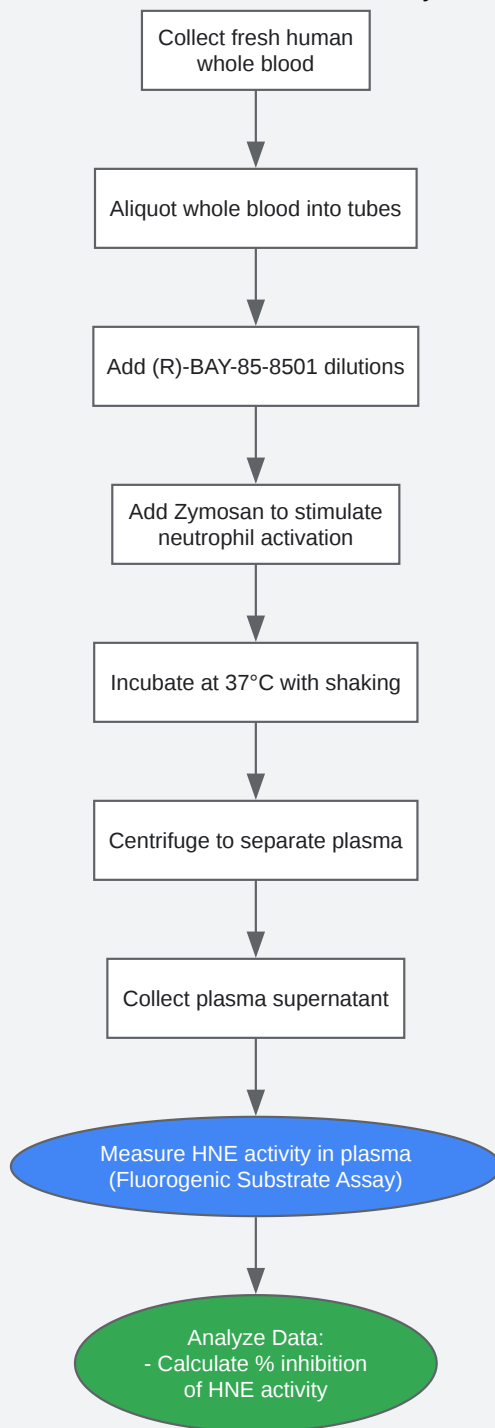 Collect fresh human
whole blood
Aliquot whole blood into tubes
Add (R)-BAY-85-8501 dilutions
Add Zymosan to stimulate
neutrophil activation
Incubate at 37°C with shaking
Centrifuge to separate plasma
Collect plasma supernatant
Measure HNE activity in plasma
(Fluorogenic Substrate Assay)
Analyze Data:
- Calculate % inhibition
of HNE activity